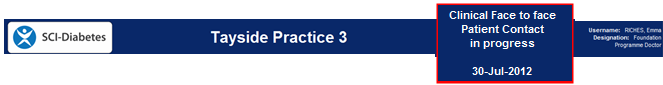 SCI-Diabetes
Tayside Practice 3
Clinical Face to face
Patient Contact
in progress
30-Jul-2012
Username: RICHES, Emma
Designation: Foundation
Programme Doctor